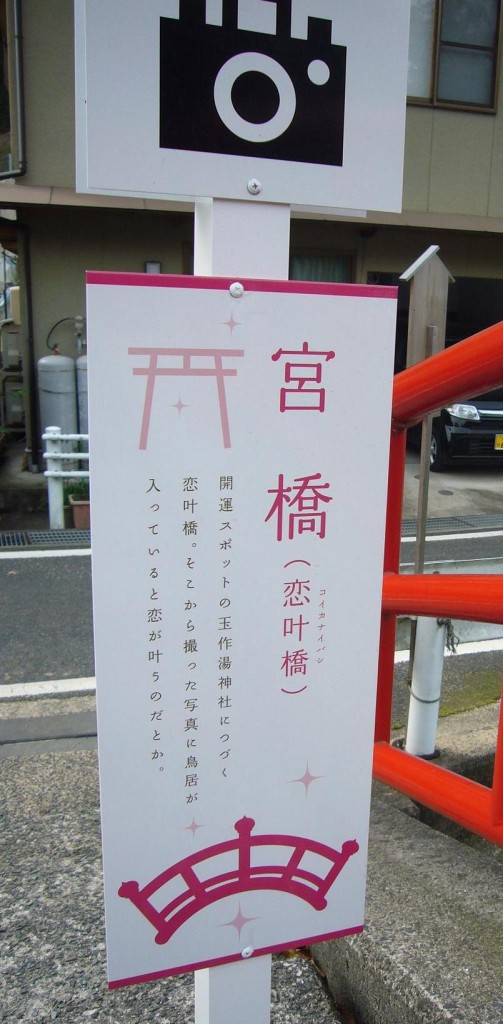 宮橋
(恋叶橋)
コイカナイバシ
開運スポットの玉作湯神社につづく
恋叶橋。そこから撮った写真に鳥居が
入っていると恋が叶うのだとか。